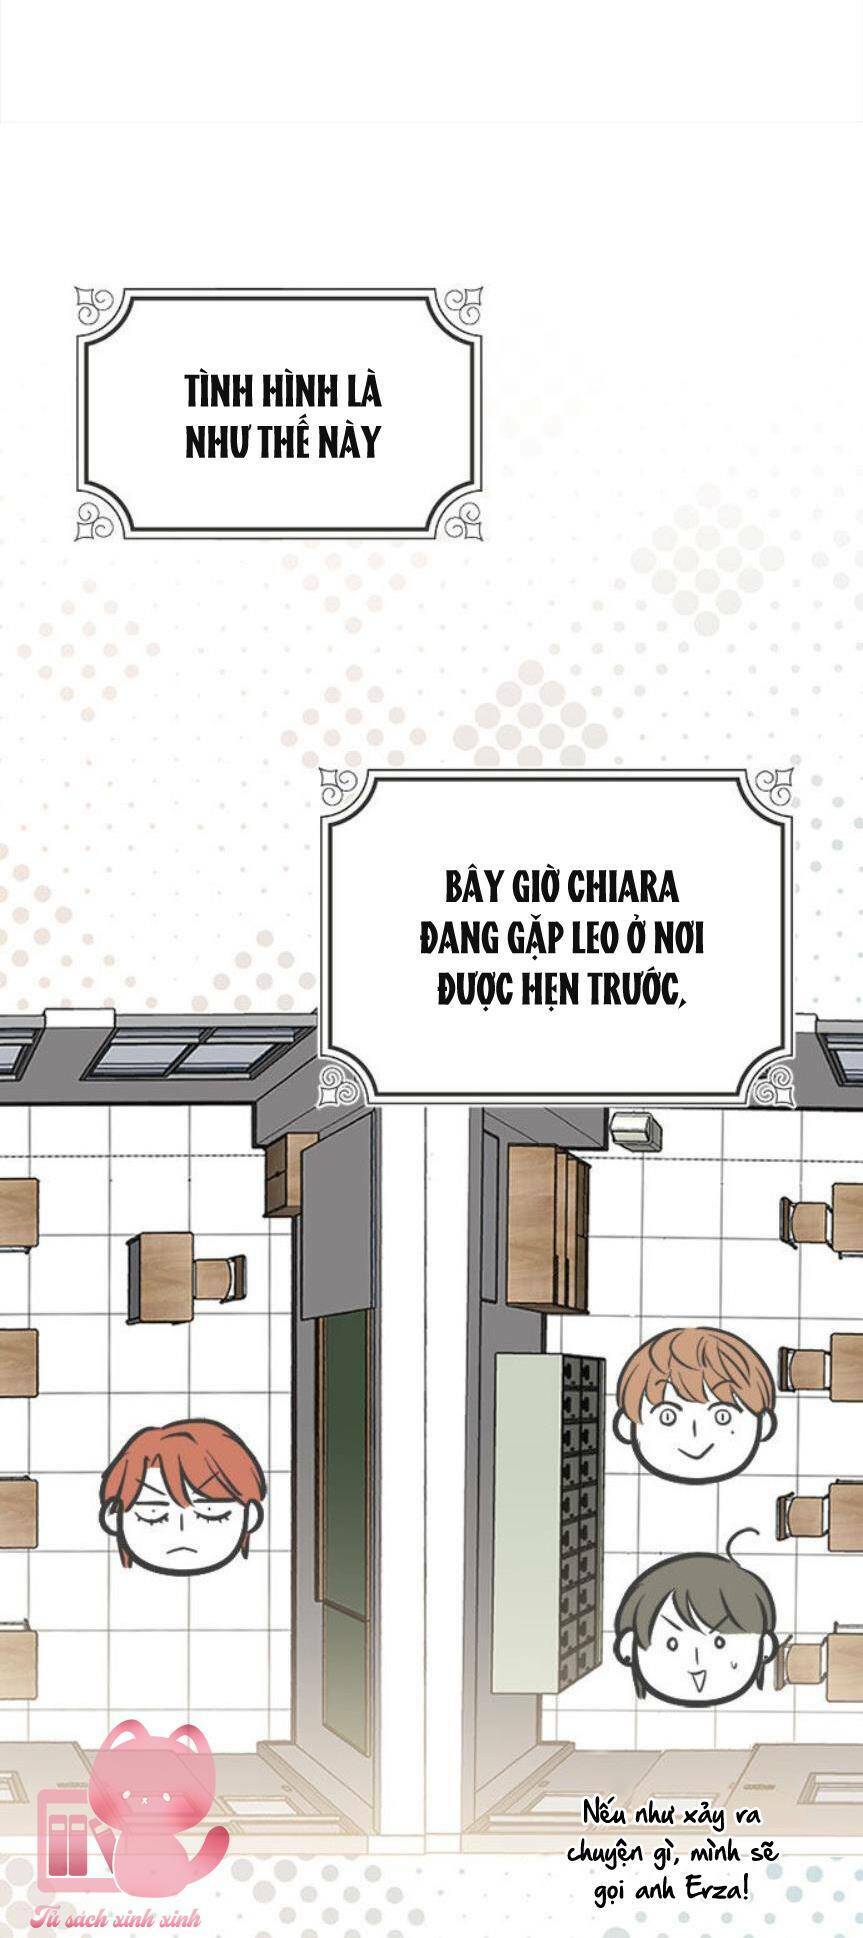 TÌNH HÌNH LÀ
NHƯ THẾ NÀY
BÂY GIỜ CHIARA
ĐANG GẶP LEO Ở NƠI
ĐƯỢC HẸN TRƯỚC,
Nếu như xảy ra
chuyện gì, mình sẽ
gọi anh Erza!
Tủ sách xinh xinh